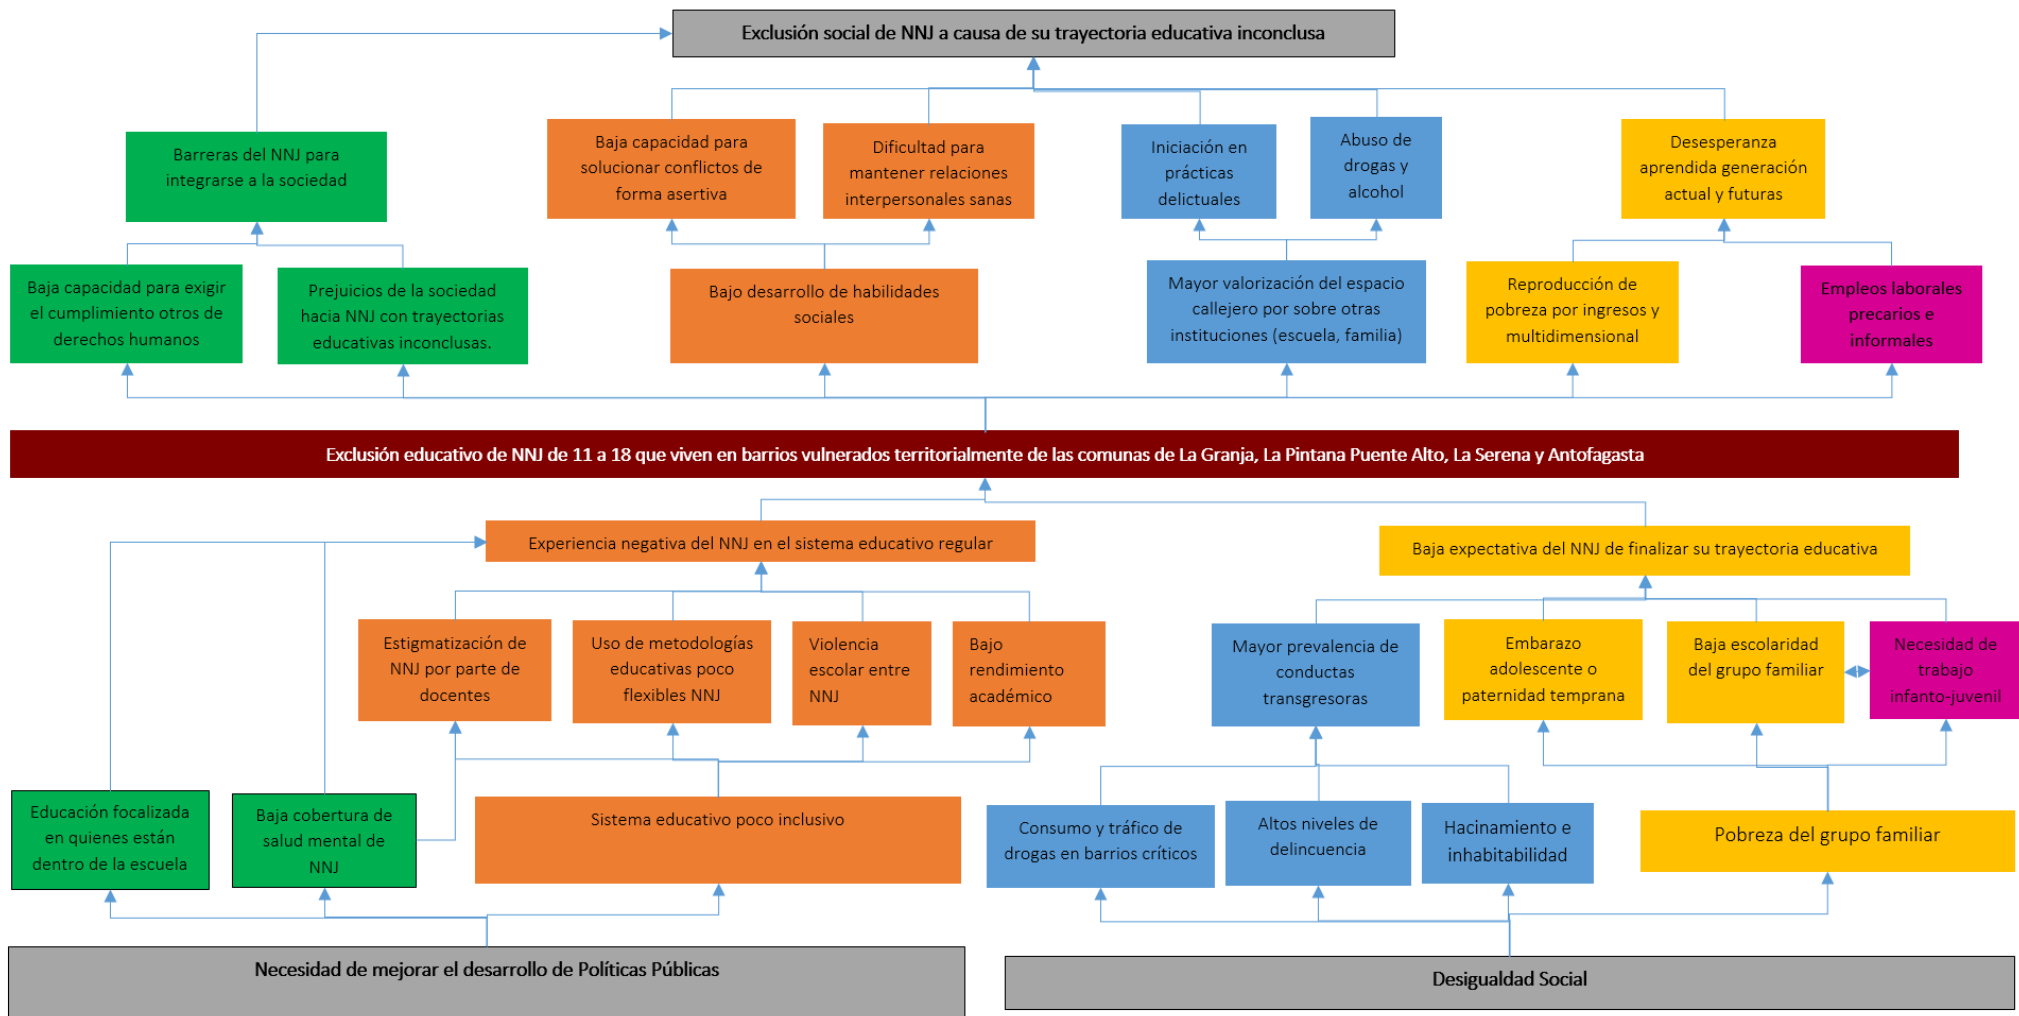 Exclusión social de NNJ a causa de su trayectoria educativa inconclusa
Barreras del NNJ para
integrarse a la sociedad
Baja capacidad para
solucionar conflictos de
forma asertiva
Dificultad para
mantener relaciones
interpersonales sanas
Iniciación en
prácticas
delictuales
Abuso de
drogas y
alcohol
Desesperanza
aprendida generación
actual y futuras
Baja capacidad para exigir
el cumplimiento otros de
derechos humanos
Prejuicios de la sociedad
hacia NNJ con trayectorias
educativas inconclusas.
Bajo desarrollo de habilidades
sociales
Mayor valorización del espacio
callejero por sobre otras
instituciones (escuela, familia)
Reproducción de
pobreza por ingresos y
multidimensional
Empleos laborales
precarios e
informales
Exclusión educativo de NNJ de 11 a 18 que viven en barrios vulnerados territorialmente de las comunas de La Granja, La Pintana Puente Alto, La Serena y Antofagasta
Experiencia negativa del NNJ en el sistema educativo regular
Baja expectativa del NNJ de finalizar su trayectoria educativa
Estigmatización de
NNJ por parte de
docentes
Uso de metodologías
educativas poco
flexibles NNJ
Violencia
escolar entre
NNJ
Bajo
rendimiento
académico
Mayor prevalencia de
conductas
transgresoras
Embarazo
adolescente o
paternidad temprana
Baja escolaridad
del grupo familiar
Necesidad de
trabajo
infanto-juvenil
Educación focalizada
en quienes están
dentro de la escuela
Baja cobertura de
salud mental de
NNJ
Sistema educativo poco inclusivo
Consumo y tráfico de
drogas en barrios críticos
Altos niveles de
delincuencia
Hacinamiento e
inhabitabilidad
Pobreza del grupo familiar
Necesidad de mejorar el desarrollo de Políticas Públicas
Desigualdad Social